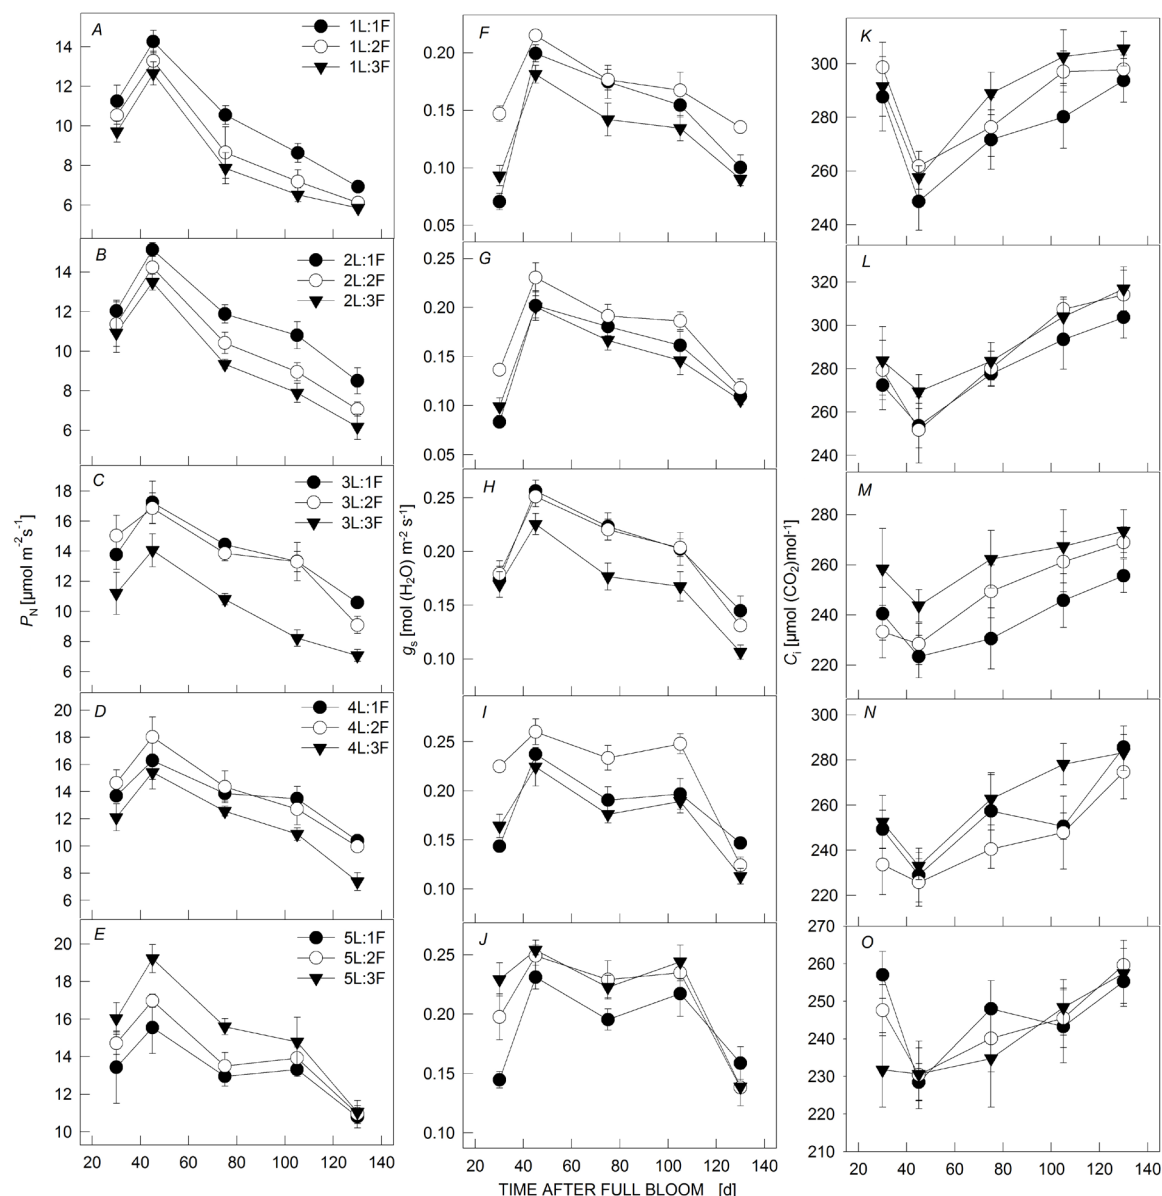 A
1L:1F
1L:2F
1L:3F
14
12
10
8
6
B
2L:1F
2L:2F
2L:3F
14
12
10
8
6
C
3L:1F
3L:2F
3L:3F
18
16
14
12
10
8
6
P_N [µmol m⁻² s⁻¹]
D
4L:1F
4L:2F
4L:3F
20
18
16
14
12
10
8
6
E
5L:1F
5L:2F
5L:3F
20
18
16
14
12
10
20 40 60 80 100 120 140
F
0.20
0.15
0.10
0.05
G
0.25
0.20
0.15
0.10
0.05
H
0.25
0.20
0.15
0.10
g_s [mol (H₂O) m⁻² s⁻¹]
I
0.25
0.20
0.15
0.10
J
0.25
0.20
0.15
0.10
20 40 60 80 100 120 140
TIME AFTER FULL BLOOM [d]
K
300
280
260
240
L
320
300
280
260
240
M
280
260
240
220
C_i [µmol (CO₂)mol⁻¹]
N
300
280
260
240
220
O
270
260
250
240
230
220
210
20 40 60 80 100 120 140